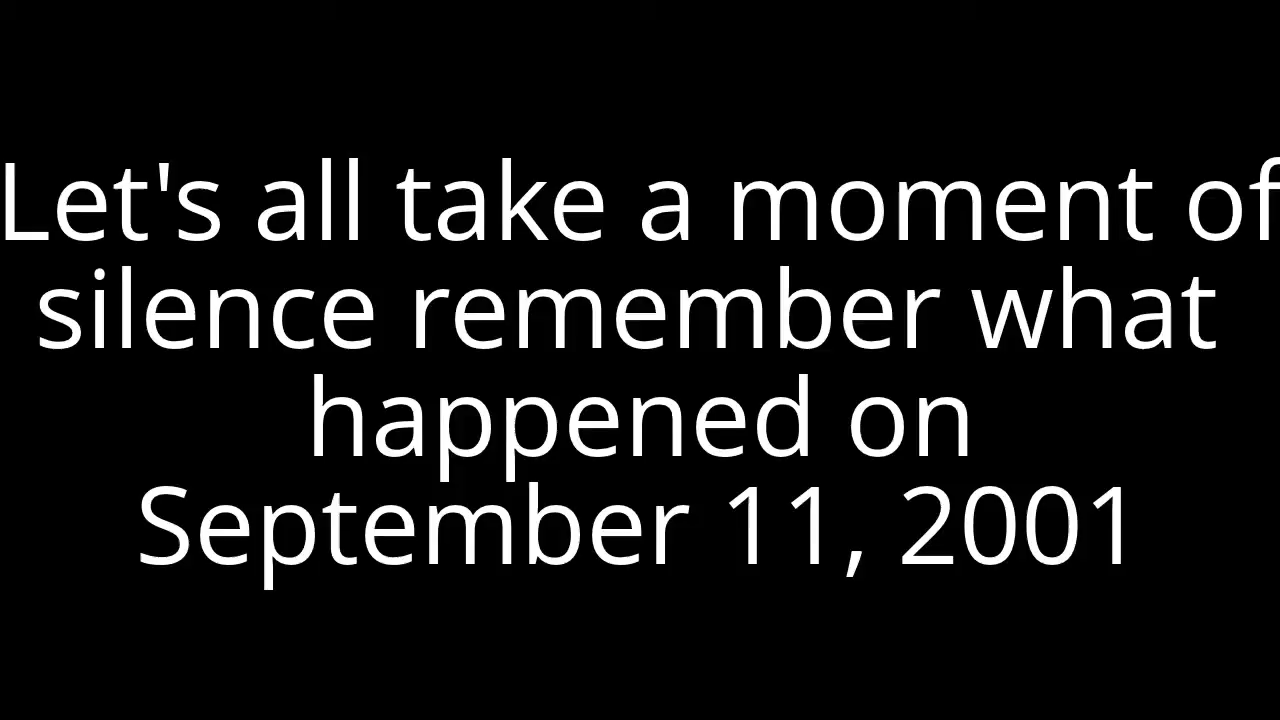 Let's all take a moment of
silence remember what
happened on
September 11, 2001